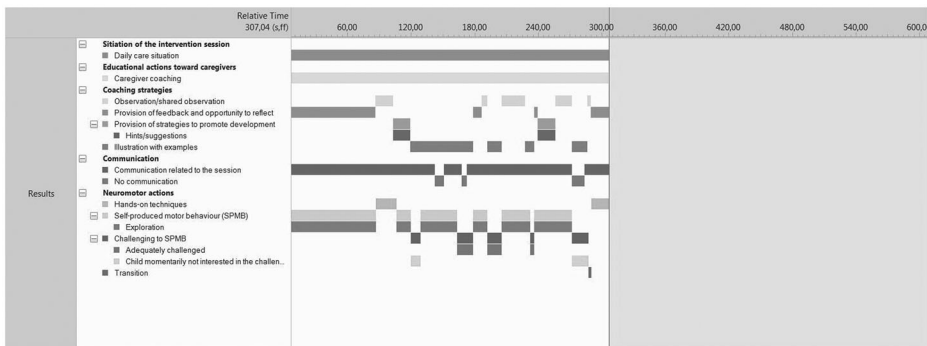 Relative Time
307,04 (s,ff)
60,00 120,00 180,00 240,00 300,00 360,00 420,00 480,00 540,00 600,0
Results
Sitiation of the intervention session
Daily care situation
Educational actions toward caregivers
Caregiver coaching
Coaching strategies
Observation/shared observation
Provision of feedback and opportunity to reflect
Provision of strategies to promote development
Hints/suggestions
Illustration with examples
Communication
Communication related to the session
No communication
Neuromotor actions
Hands-on techniques
Self-produced motor behaviour (SPMB)
Exploration
Challenging to SPMB
Adequately challenged
Child momentarily not interested in the challen...
Transition